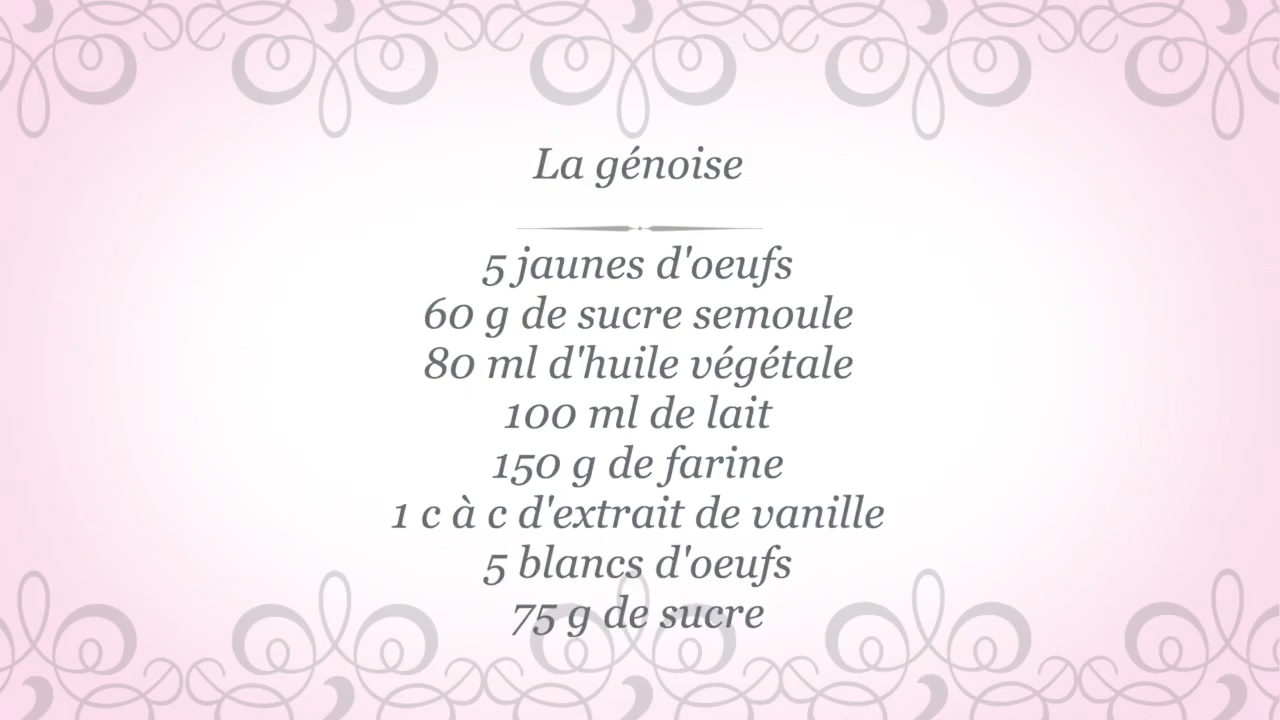 La génoise
5 jaunes d'oeufs
60 g de sucre semoule
80 ml d'huile végétale
100 ml de lait
150 g de farine
1 c à c d'extrait de vanille
5 blancs d'oeufs
75 g de sucre